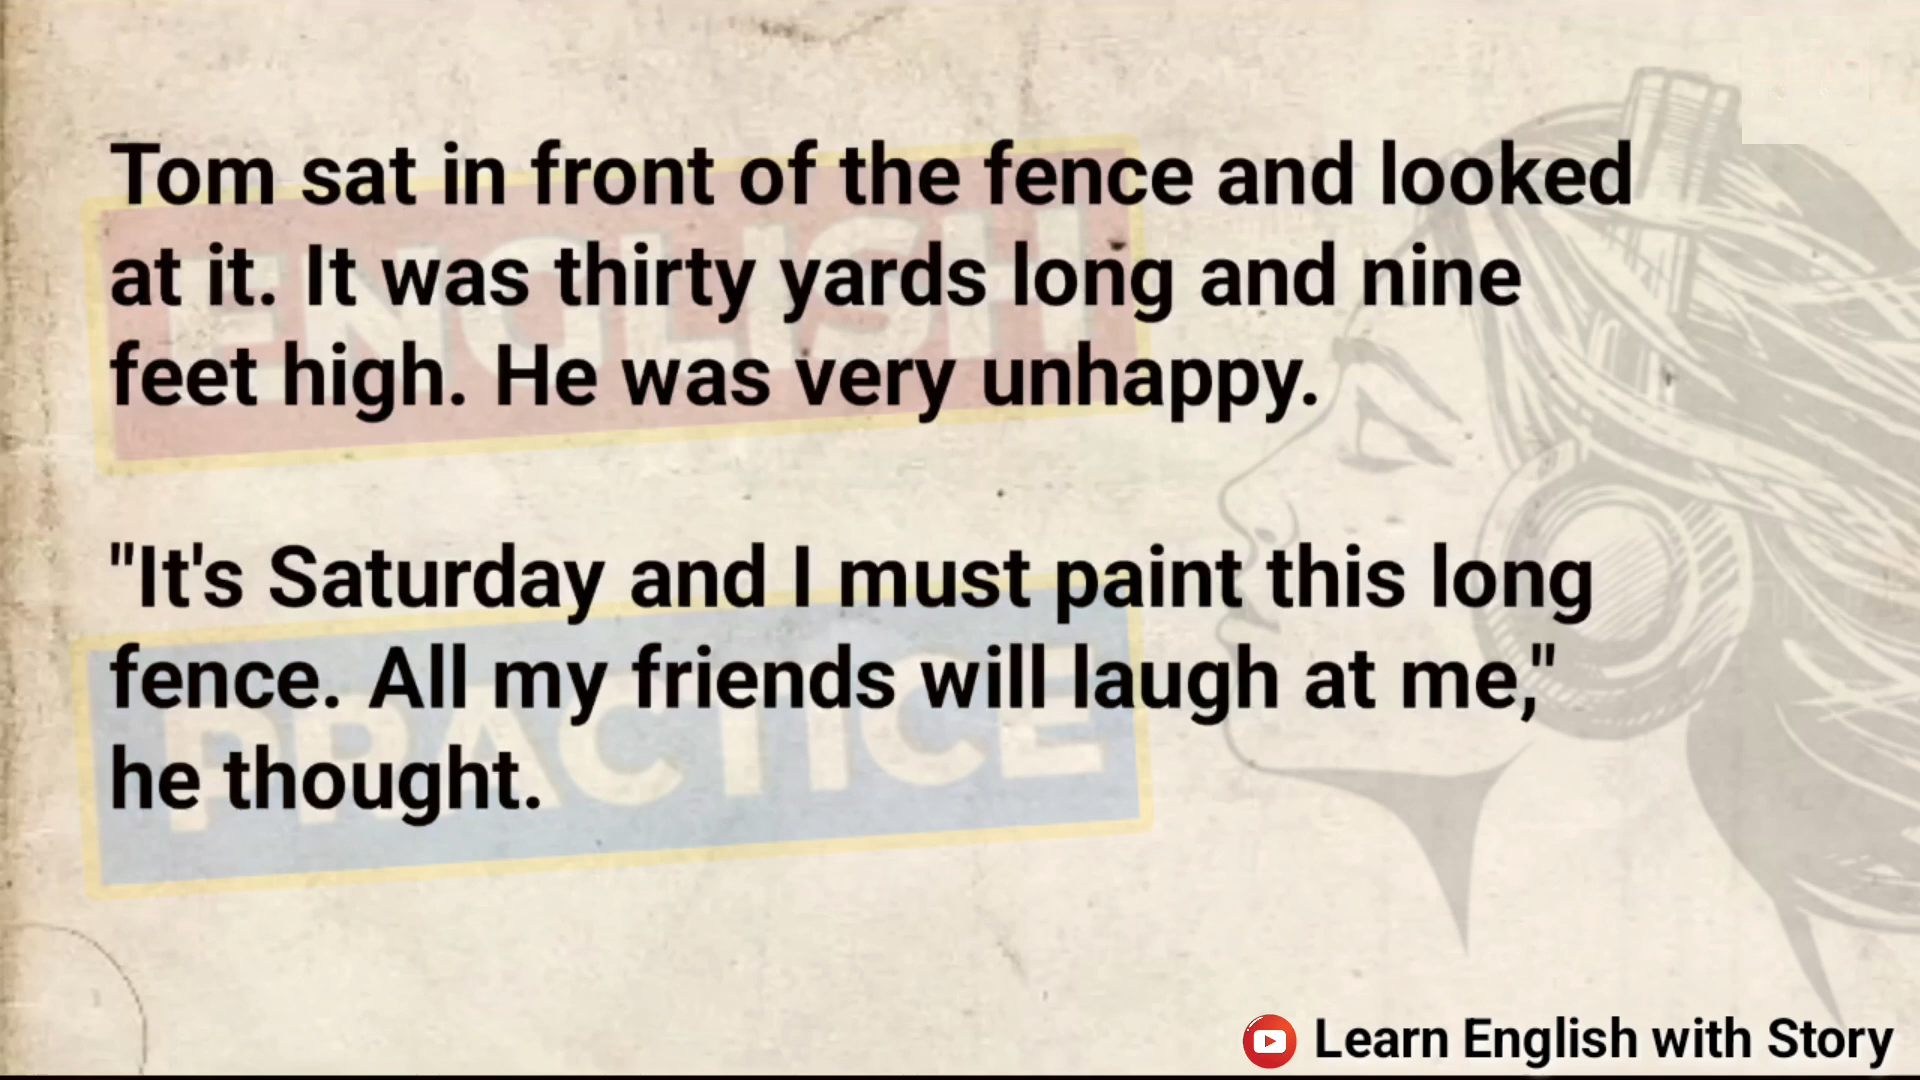 Tom sat in front of the fence and looked
at it. It was thirty yards long and nine
feet high. He was very unhappy.
"It's Saturday and I must paint this long
fence. All my friends will laugh at me,"
he thought.
ENGLISH
PRACTICE
Learn English with Story